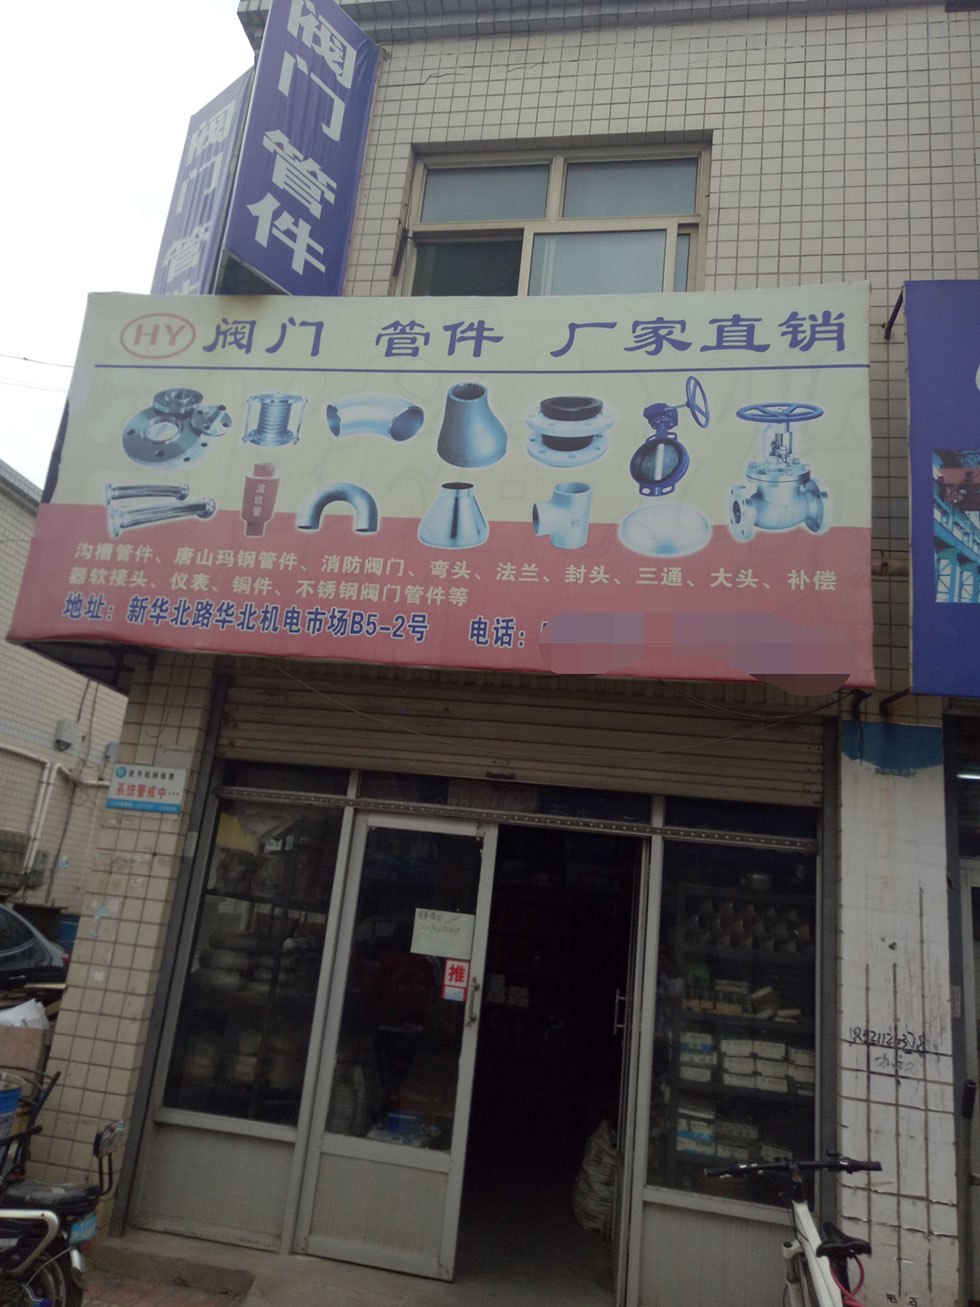 阀门 管件
阀门 管件
HY 阀门 管件 厂家直销
波纹管
沟槽管件、唐山玛钢管件、消防阀门、弯头、法兰、封头、三通、大头、补偿
器软接头、仪表、铜件、不锈钢阀门管件等
地址：新华北路华北机电市场B5-2号 电话：
系统警戒中
推